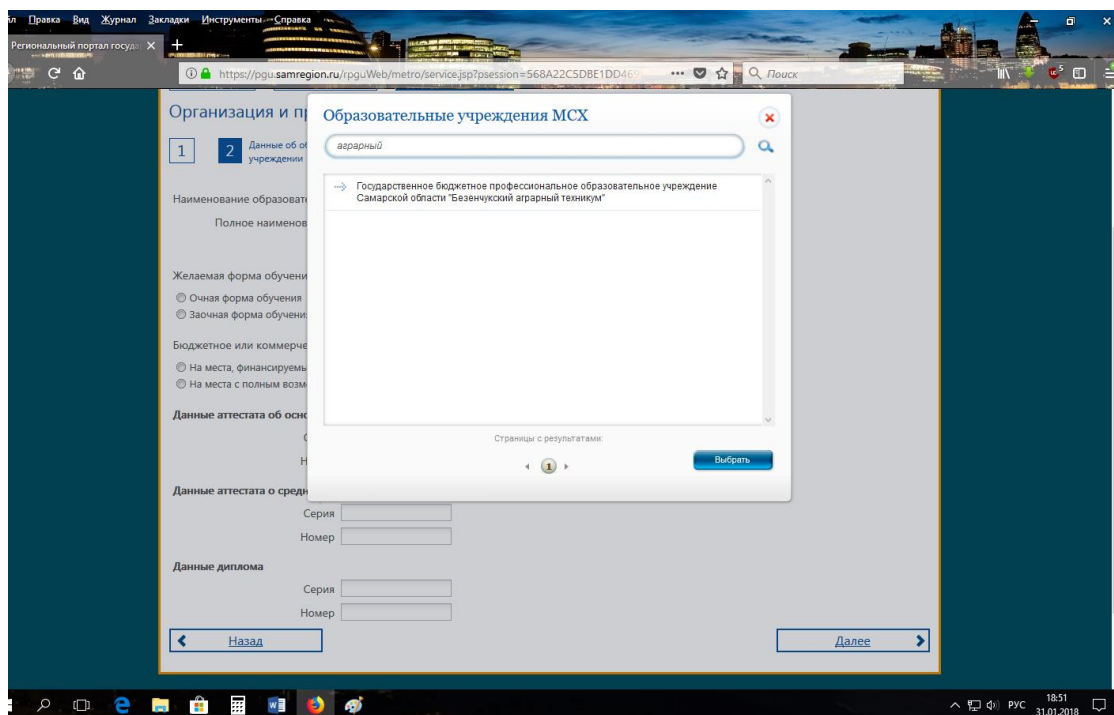 Правка Вид Журнал Закладки Инструменты Справка
Региональный портал госуда
https://pgu.samregion.ru/rpguWeb/metro/service.jsp?psession=568A22C5DBE1DD469
Поиск
Организация и п
Образовательные учреждения МСХ
1
2
Данные об об
учреждении
аграрный
Государственное бюджетное профессиональное образовательное учреждение
Самарской области "Безенчукский аграрный техникум"
Наименование образоват
Полное наименов
Желаемая форма обучени
Очная форма обучения
Заочная форма обучени
Бюджетное или коммерче
На места, финансируемы
На места с полным возм
Данные аттестата об осно
Страницы с результатами:
1
Выбрать
Данные аттестата о средн
Серия
Номер
Данные диплома
Серия
Номер
Назад
Далее
РУС
18:51
31.01.2018